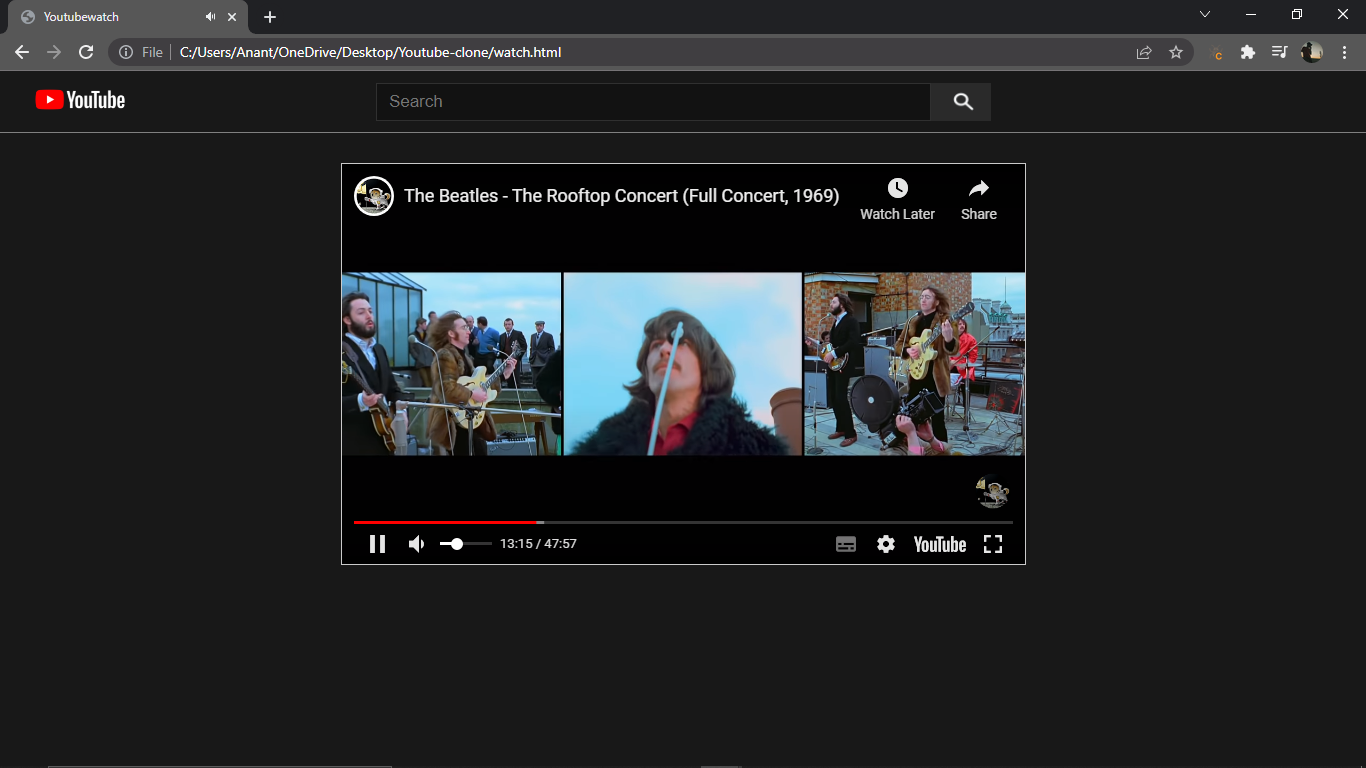 Youtubewatch
File C:/Users/Anant/OneDrive/Desktop/Youtube-clone/watch.html
YouTube
Search
The Beatles - The Rooftop Concert (Full Concert, 1969)
Watch Later
Share
13:15 / 47:57
YouTube